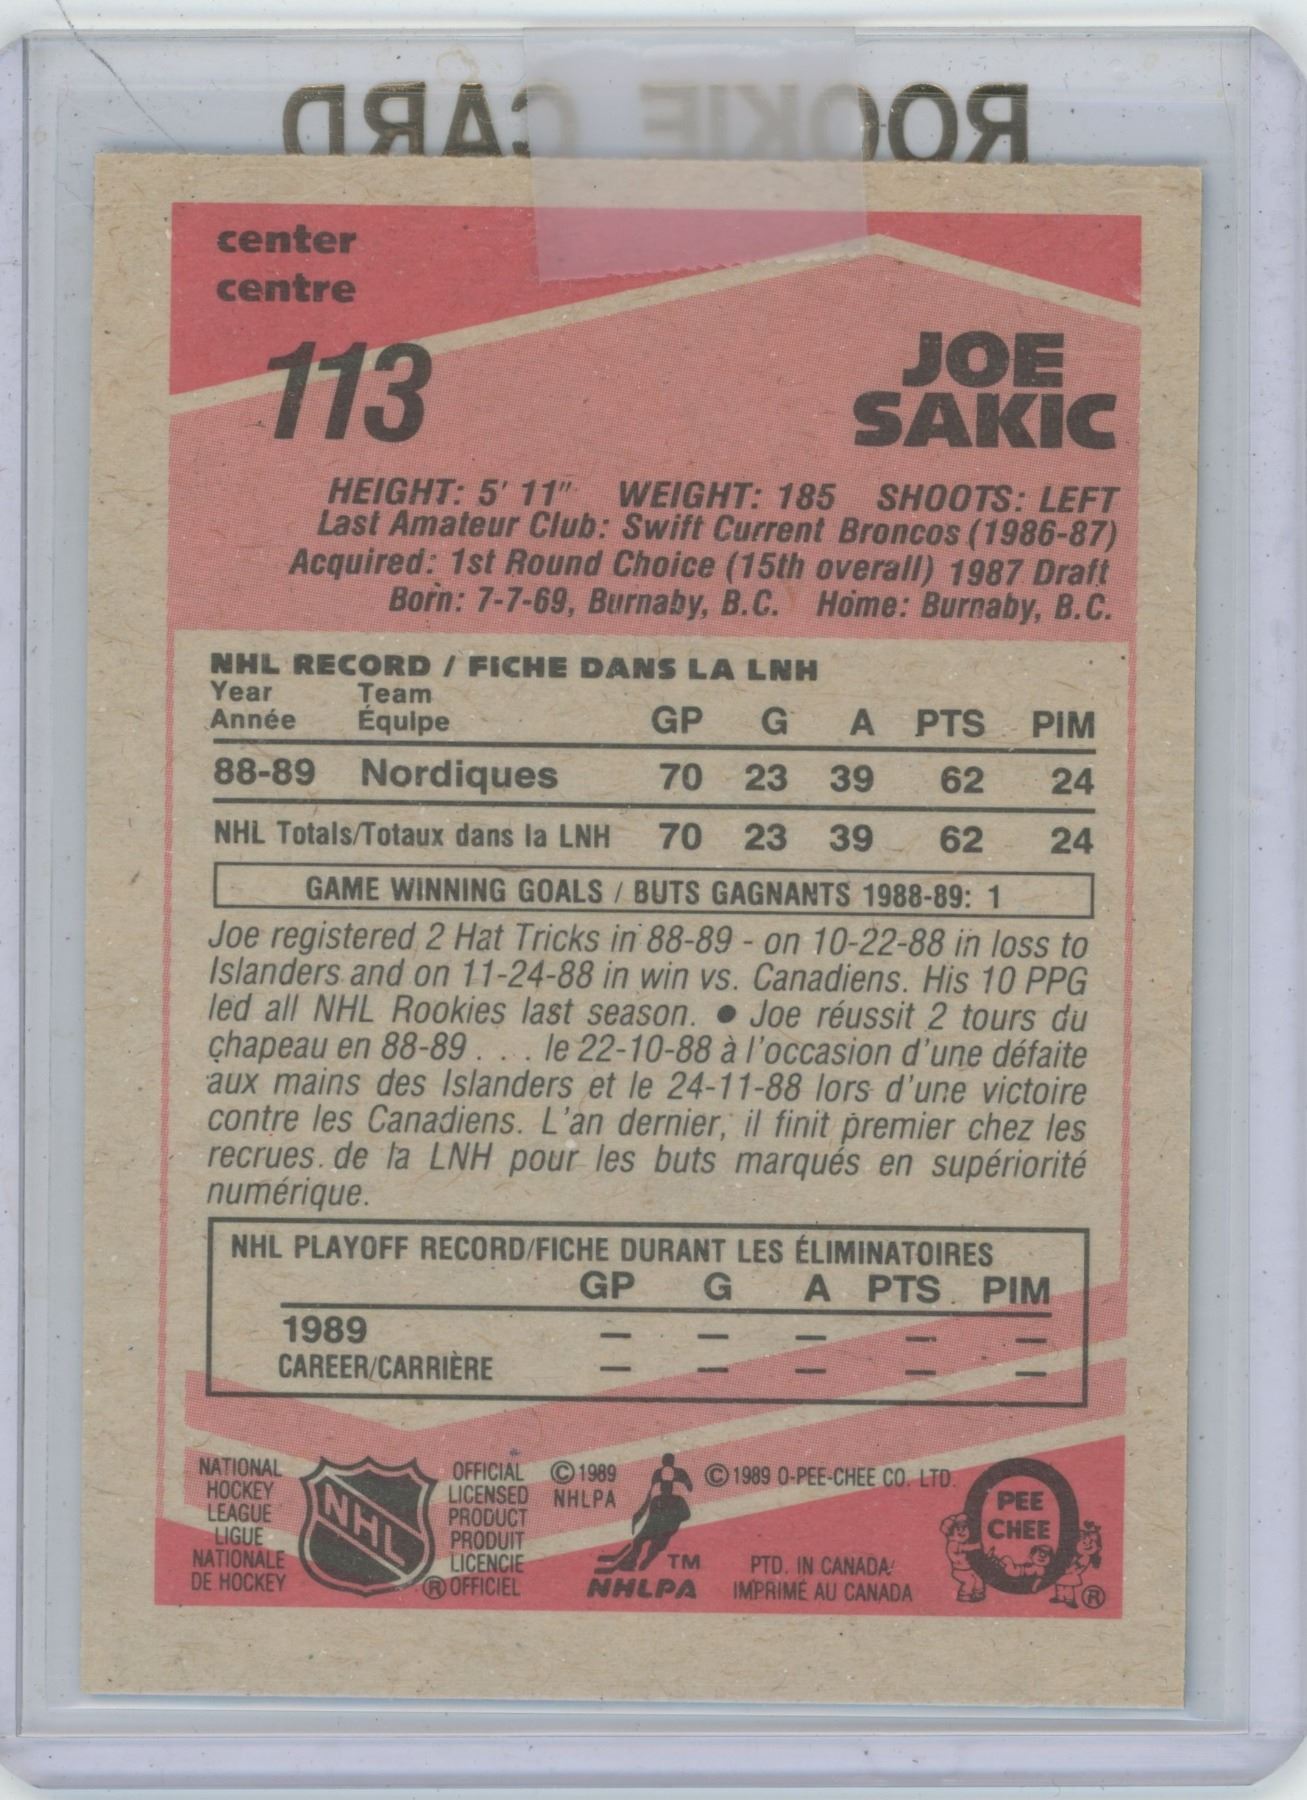 ROOKIE CARD
center
centre
113
JOE
SAKIC
HEIGHT: 5' 11" WEIGHT: 185 SHOOTS: LEFT
Last Amateur Club: Swift Current Broncos (1986-87)
Acquired: 1st Round Choice (15th overall) 1987 Draft
Born: 7-7-69, Burnaby, B.C. Home: Burnaby, B.C.
NHL RECORD / FICHE DANS LA LNH
Year Team
Année Équipe GP G A PTS PIM
88-89 Nordiques 70 23 39 62 24
NHL Totals/Totaux dans la LNH 70 23 39 62 24
GAME WINNING GOALS / BUTS GAGNANTS 1988-89: 1
Joe registered 2 Hat Tricks in 88-89 - on 10-22-88 in loss to
Islanders and on 11-24-88 in win vs. Canadiens. His 10 PPG
led all NHL Rookies last season. ● Joe réussit 2 tours du
chapeau en 88-89 . . . le 22-10-88 à l'occasion d'une défaite
aux mains des Islanders et le 24-11-88 lors d'une victoire
contre les Canadiens. L'an dernier, il finit premier chez les
recrues de la LNH pour les buts marqués en supériorité
numérique.
NHL PLAYOFF RECORD/FICHE DURANT LES ÉLIMINATOIRES
GP G A PTS PIM
1989 – – – – –
CAREER/CARRIÈRE – – – – –
NATIONAL
HOCKEY
LEAGUE
LIGUE
NATIONALE
DE HOCKEY
NHL
OFFICIAL
LICENSED
PRODUCT
PRODUIT
LICENCIE
® OFFICIEL
© 1989
NHLPA
TM
NHLPA
© 1989 O-PEE-CHEE CO. LTD.
PTD. IN CANADA
IMPRIMÉ AU CANADA
PEE
CHEE
®